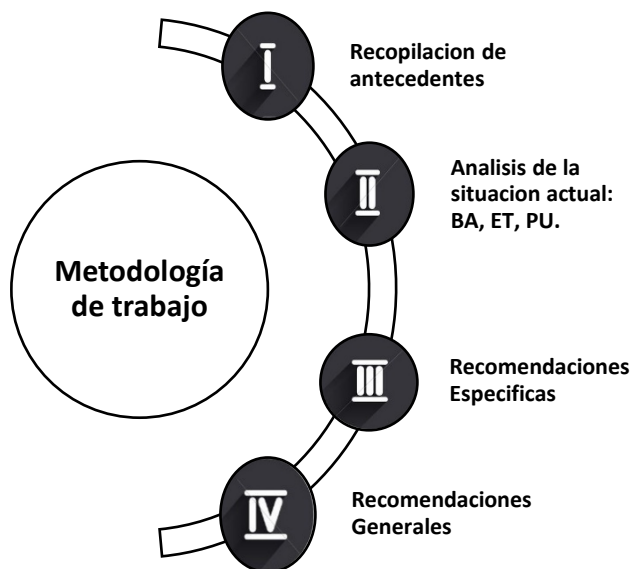 I
Recopilacion de
antecedentes
II
Analisis de la
situacion actual:
BA, ET, PU.
Metodología
de trabajo
III
Recomendaciones
Especificas
IV
Recomendaciones
Generales